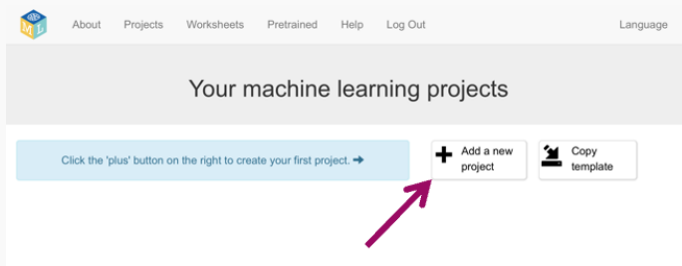 ML
About Projects Worksheets Pretrained Help Log Out Language
Your machine learning projects
Click the 'plus' button on the right to create your first project. ➔
Add a new
project
Copy
template